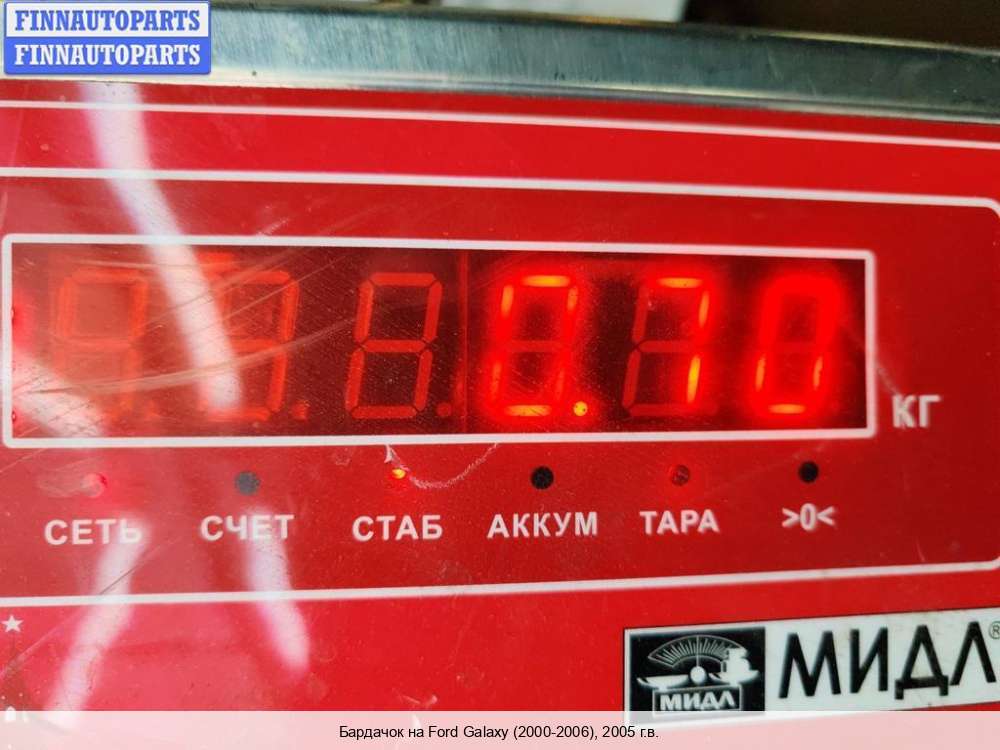 FINNAUTOPARTS
FINNAUTOPARTS
0.70
КГ
СЕТЬ СЧЕТ СТАБ АККУМ ТАРА >0<
МИДЛ МИДЛ®
Бардачок на Ford Galaxy (2000-2006), 2005 г.в.